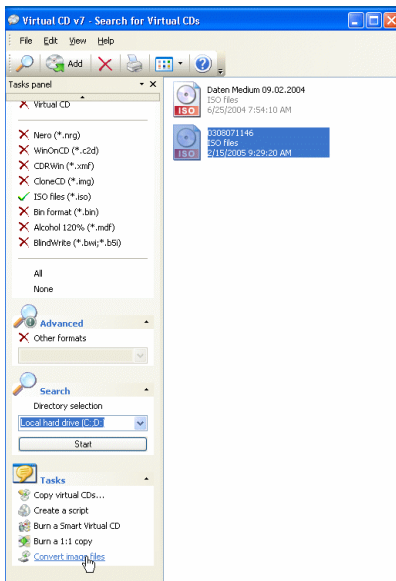 Virtual CD v7 - Search for Virtual CDs
File Edit View Help
Add
Tasks panel
Virtual CD
Nero (*.nrg)
WinOnCD (*.c2d)
CDRWin (*.xmf)
CloneCD (*.img)
ISO files (*.iso)
Bin format (*.bin)
Alcohol 120% (*.mdf)
BlindWrite (*.bwi;*.b5i)
All
None
Advanced
Other formats
Search
Directory selection
Local hard drive (C:;D:
Start
Tasks
Copy virtual CDs...
Create a script
Burn a Smart Virtual CD
Burn a 1:1 copy
Convert image files
ISO
Daten Medium 09.02.2004
ISO files
6/25/2004 7:54:10 AM
ISO
0308071146
ISO files
2/15/2005 9:29:20 AM